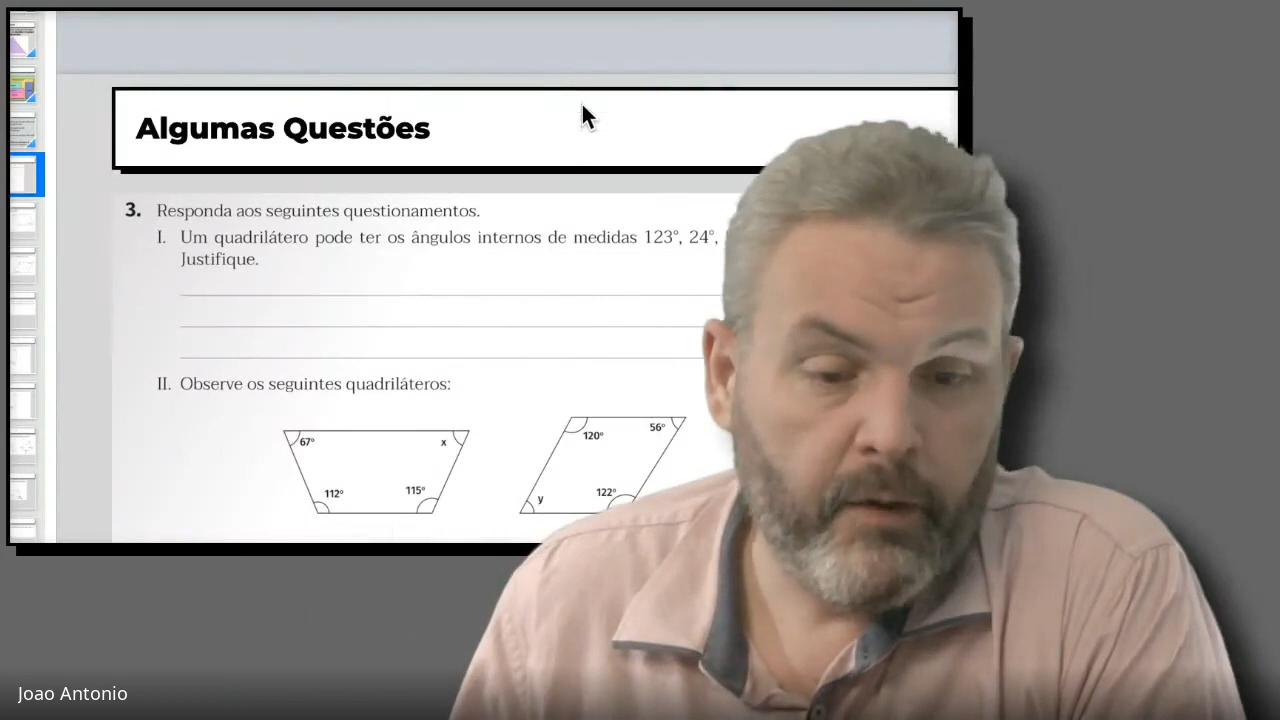 Algumas Questões
3. Responda aos seguintes questionamentos.
I. Um quadrilátero pode ter os ângulos internos de medidas 123°, 24°,
Justifique.
II. Observe os seguintes quadriláteros:
67° x
112° 115°
120° 56°
y 122°
Joao Antonio